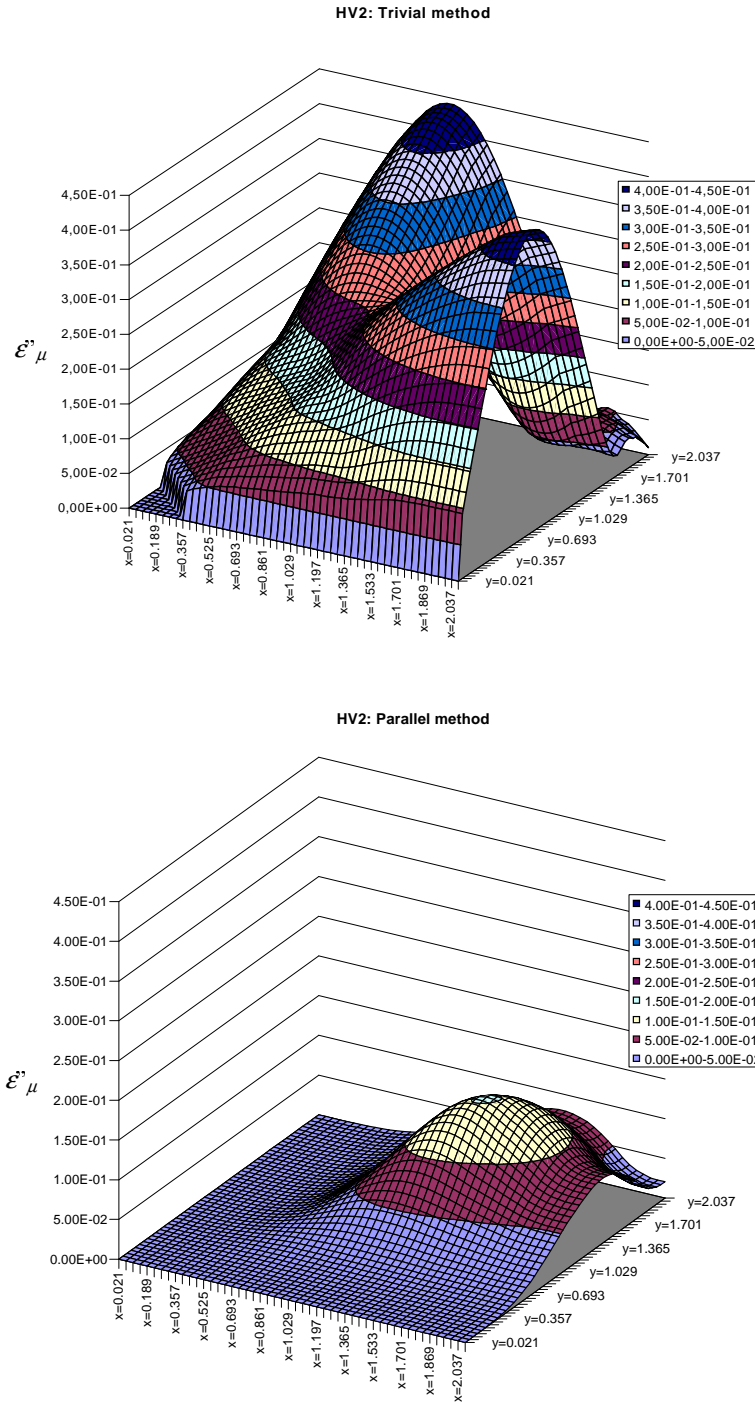 HV2: Trivial method
4,50E-01
4,00E-01
3,50E-01
3,00E-01
2,50E-01
2,00E-01
1,50E-01
1,00E-01
5,00E-02
0,00E+00
ε”μ
x=0.021
x=0.189
x=0.357
x=0.525
x=0.693
x=0.861
x=1.029
x=1.197
x=1.365
x=1.533
x=1.701
x=1.869
x=2.037
y=2.037
y=1.701
y=1.365
y=1.029
y=0.693
y=0.357
y=0.021
4,00E-01-4,50E-01
3,50E-01-4,00E-01
3,00E-01-3,50E-01
2,50E-01-3,00E-01
2,00E-01-2,50E-01
1,50E-01-2,00E-01
1,00E-01-1,50E-01
5,00E-02-1,00E-01
0,00E+00-5,00E-02
HV2: Parallel method
4.50E-01
4.00E-01
3.50E-01
3.00E-01
2.50E-01
2.00E-01
1.50E-01
1.00E-01
5.00E-02
0.00E+00
ε”μ
x=0.021
x=0.189
x=0.357
x=0.525
x=0.693
x=0.861
x=1.029
x=1.197
x=1.365
x=1.533
x=1.701
x=1.869
x=2.037
y=2.037
y=1.701
y=1.365
y=1.029
y=0.693
y=0.357
y=0.021
4.00E-01-4.50E-01
3.50E-01-4.00E-01
3.00E-01-3.50E-01
2.50E-01-3.00E-01
2.00E-01-2.50E-01
1.50E-01-2.00E-01
1.00E-01-1.50E-01
5.00E-02-1.00E-01
0.00E+00-5.00E-02